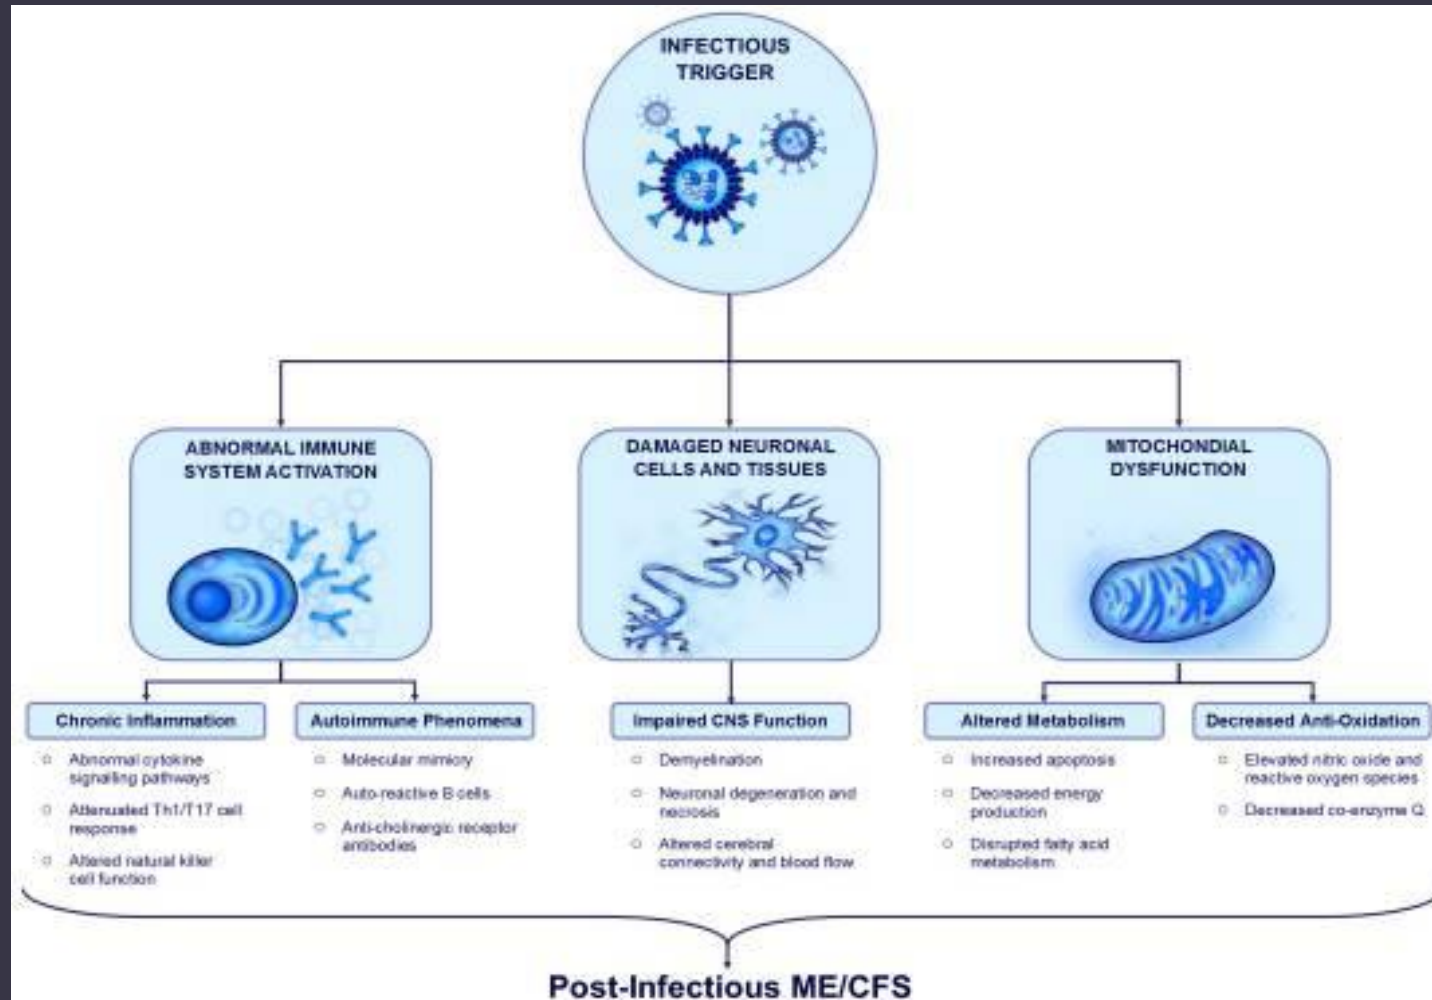 INFECTIOUS
TRIGGER
ABNORMAL IMMUNE
SYSTEM ACTIVATION
DAMAGED NEURONAL
CELLS AND TISSUES
MITOCHONDIAL
DYSFUNCTION
Chronic Inflammation
Abnormal cytokine
signalling pathways
Attenuated Th1/T17 cell
response
Altered natural killer
cell function
Autoimmune Phenomena
Molecular mimicry
Auto-reactive B cells
Anti-cholinergic receptor
antibodies
Impaired CNS Function
Demyelination
Neuronal degeneration and
necrosis
Altered cerebral
connectivity and blood flow
Altered Metabolism
Increased apoptosis
Decreased energy
production
Disrupted fatty acid
metabolism
Decreased Anti-Oxidation
Elevated nitric oxide and
reactive oxygen species
Decreased co-enzyme Q
Post-Infectious ME/CFS